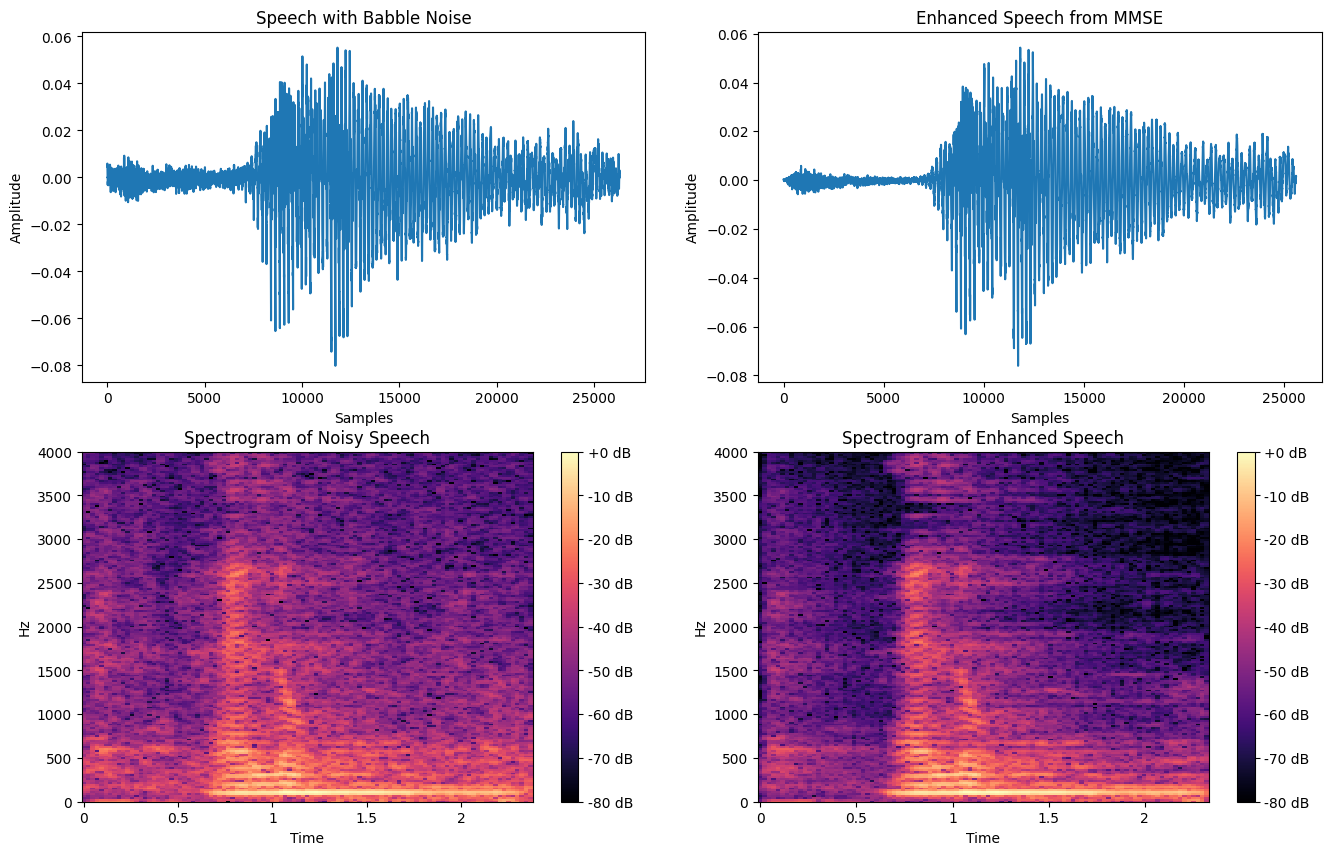 Speech with Babble Noise
0.06
0.04
0.02
0.00
−0.02
−0.04
−0.06
−0.08
Amplitude
0 5000 10000 15000 20000 25000
Samples
Enhanced Speech from MMSE
0.06
0.04
0.02
0.00
−0.02
−0.04
−0.06
−0.08
Amplitude
0 5000 10000 15000 20000 25000
Samples
Spectrogram of Noisy Speech
4000
3500
3000
2500
2000
1500
1000
500
0
Hz
0 0.5 1 1.5 2
Time
+0 dB
-10 dB
-20 dB
-30 dB
-40 dB
-50 dB
-60 dB
-70 dB
-80 dB
Spectrogram of Enhanced Speech
4000
3500
3000
2500
2000
1500
1000
500
0
Hz
0 0.5 1 1.5 2
Time
+0 dB
-10 dB
-20 dB
-30 dB
-40 dB
-50 dB
-60 dB
-70 dB
-80 dB